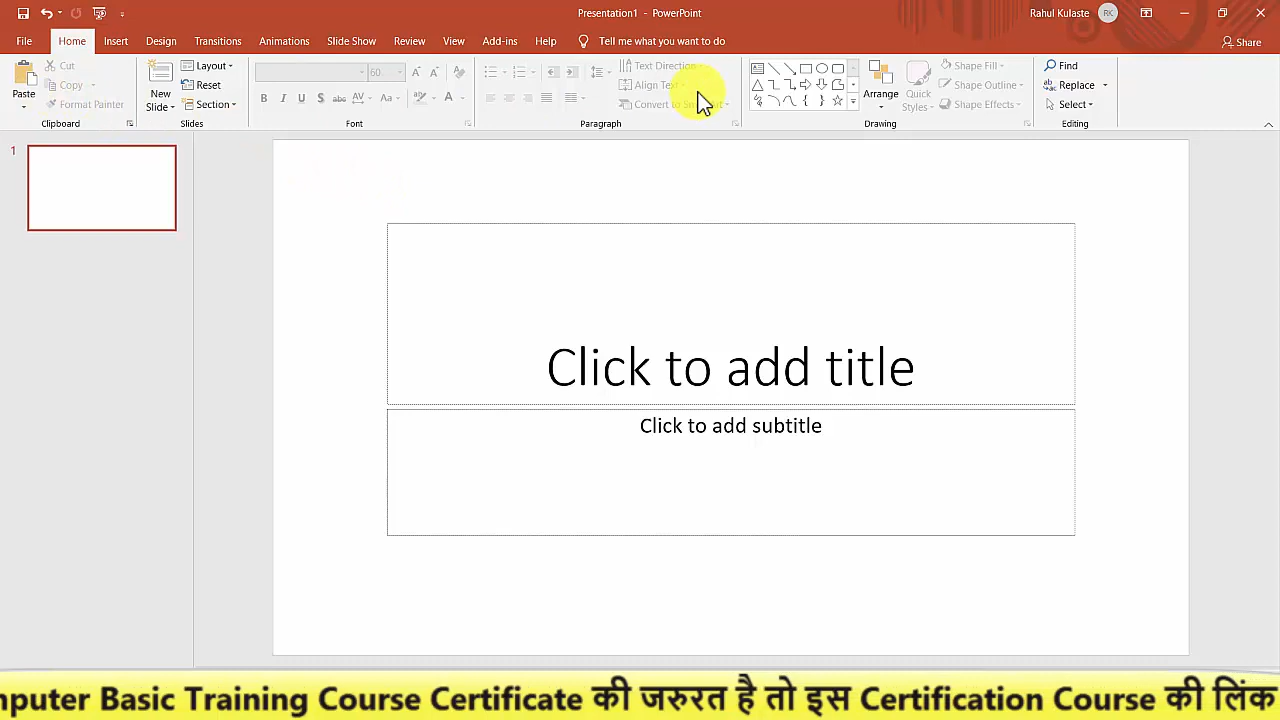 Presentation1 - PowerPoint
Rahul Kulaste RK
File Home Insert Design Transitions Animations Slide Show Review View Add-ins Help Tell me what you want to do Share
Paste
Cut
Copy
Format Painter
Clipboard
New Slide
Layout
Reset
Section
Slides
60
B I U S abc AV Aa A
Font
Text Direction
Align Text
Paragraph
Arrange
Quick Styles
Shape Fill
Shape Outline
Shape Effects
Drawing
Find
Replace
Select
Editing
1
Click to add title
Click to add subtitle
mputer Basic Training Course Certificate की जरुरत है तो इस Certification Course की लिंक